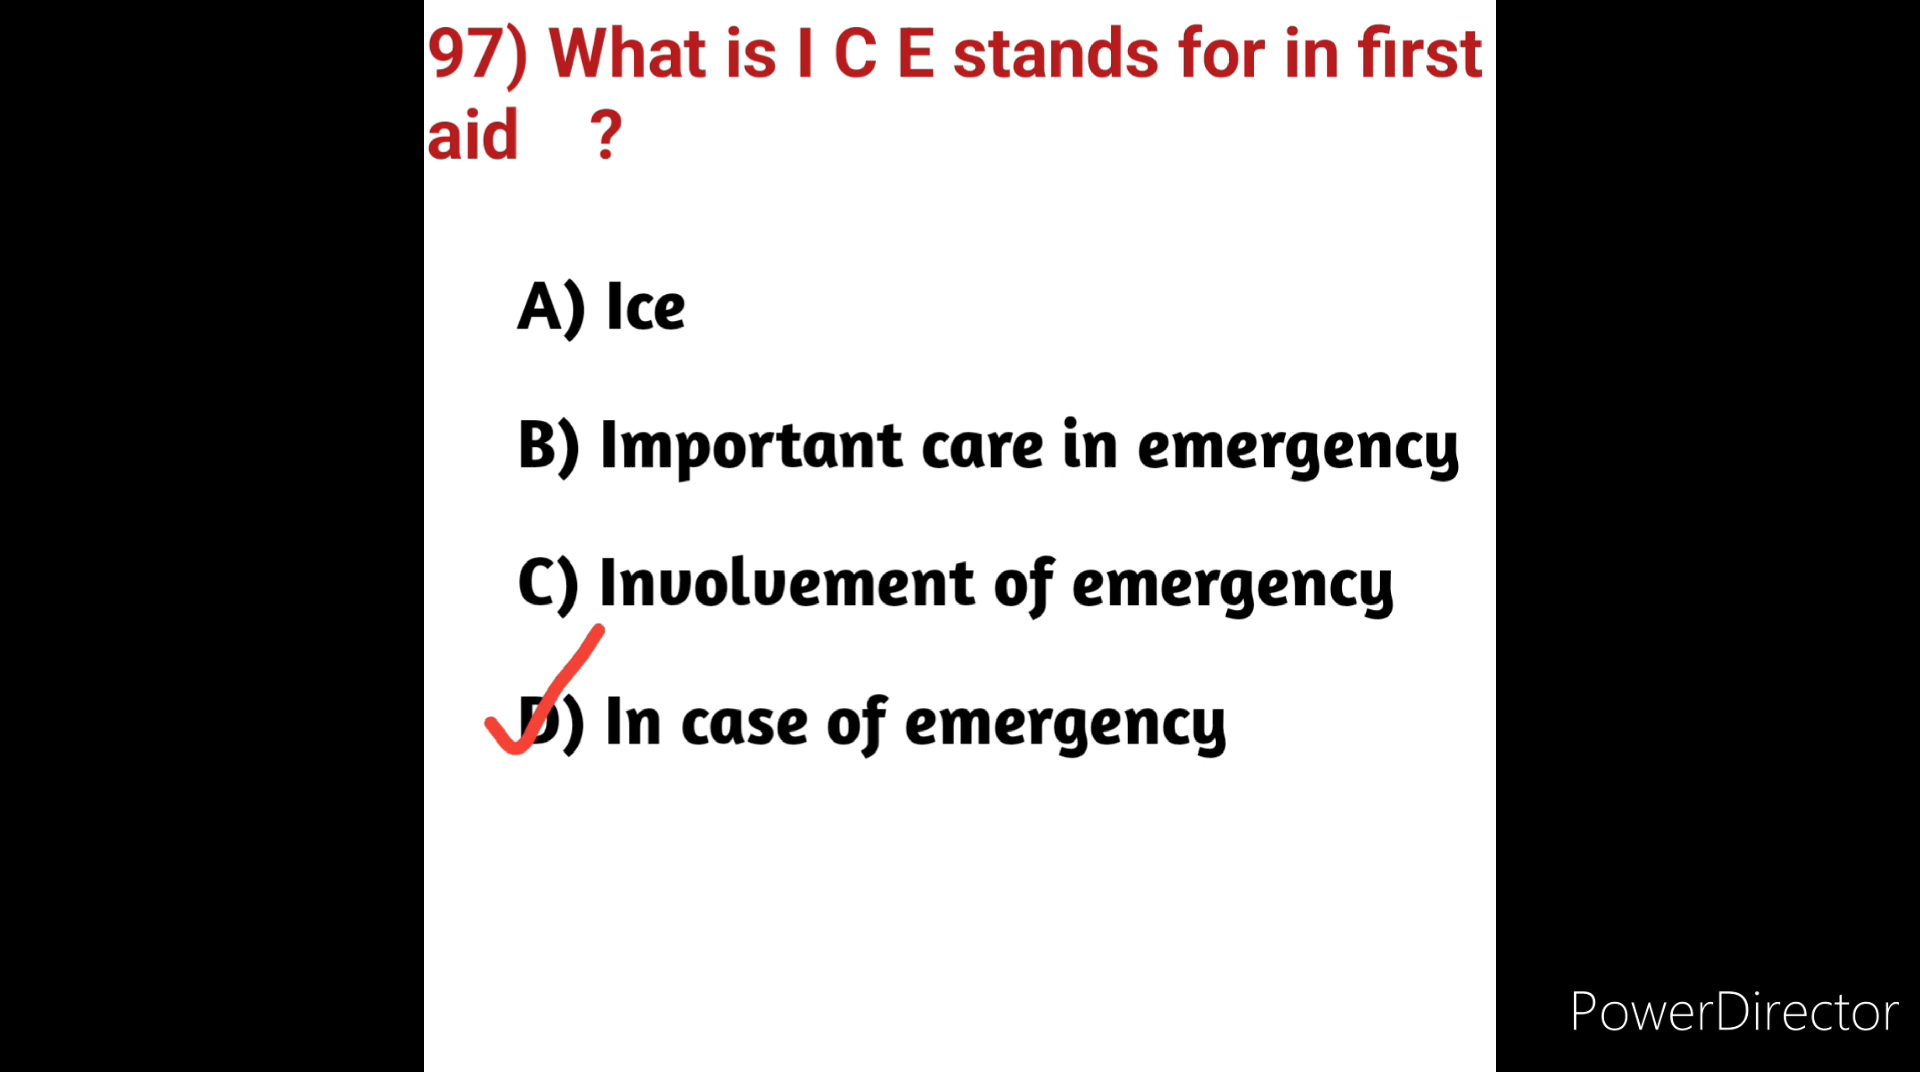 97) What is I C E stands for in first
aid ?
A) Ice
B) Important care in emergency
C) Involvement of emergency
D) In case of emergency
PowerDirector